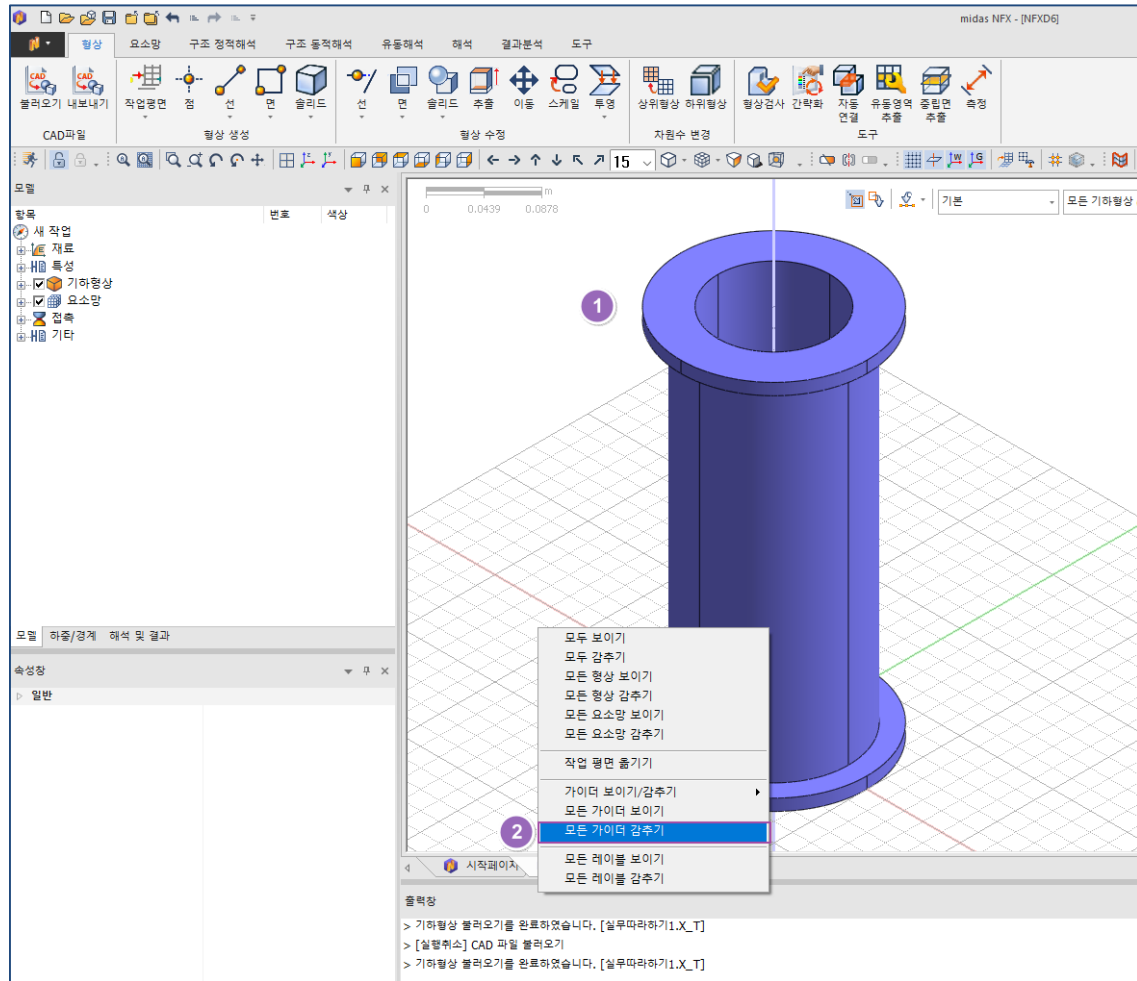 midas NFX - [NFXD6]
형상 요소망 구조 정적해석 구조 동적해석 유동해석 해석 결과분석 도구
CAD CAD
불러오기 내보내기 작업평면 점 선 면 솔리드 선 면 솔리드 추출 이동 스케일 투영 상위형상 하위형상 형상검사 간략화 자동 연결 유동영역 추출 중립면 추출 측정
CAD파일 형상 생성 형상 수정 차원수 변경 도구
15
모델
항목 번호 색상
새 작업
재료
특성
기하형상
요소망
접촉
기타
모델 하중/경계 해석 및 결과
속성창
일반
m
0 0.0439 0.0878
기본 모든 기하형상
1
모두 보이기
모두 감추기
모든 형상 보이기
모든 형상 감추기
모든 요소망 보이기
모든 요소망 감추기
작업 평면 옮기기
가이더 보이기/감추기
모든 가이더 보이기
2 모든 가이더 감추기
모든 레이블 보이기
모든 레이블 감추기
시작페이지
출력창
> 기하형상 불러오기를 완료하였습니다. [실무따라하기1.X_T]
> [실행취소] CAD 파일 불러오기
> 기하형상 불러오기를 완료하였습니다. [실무따라하기1.X_T]